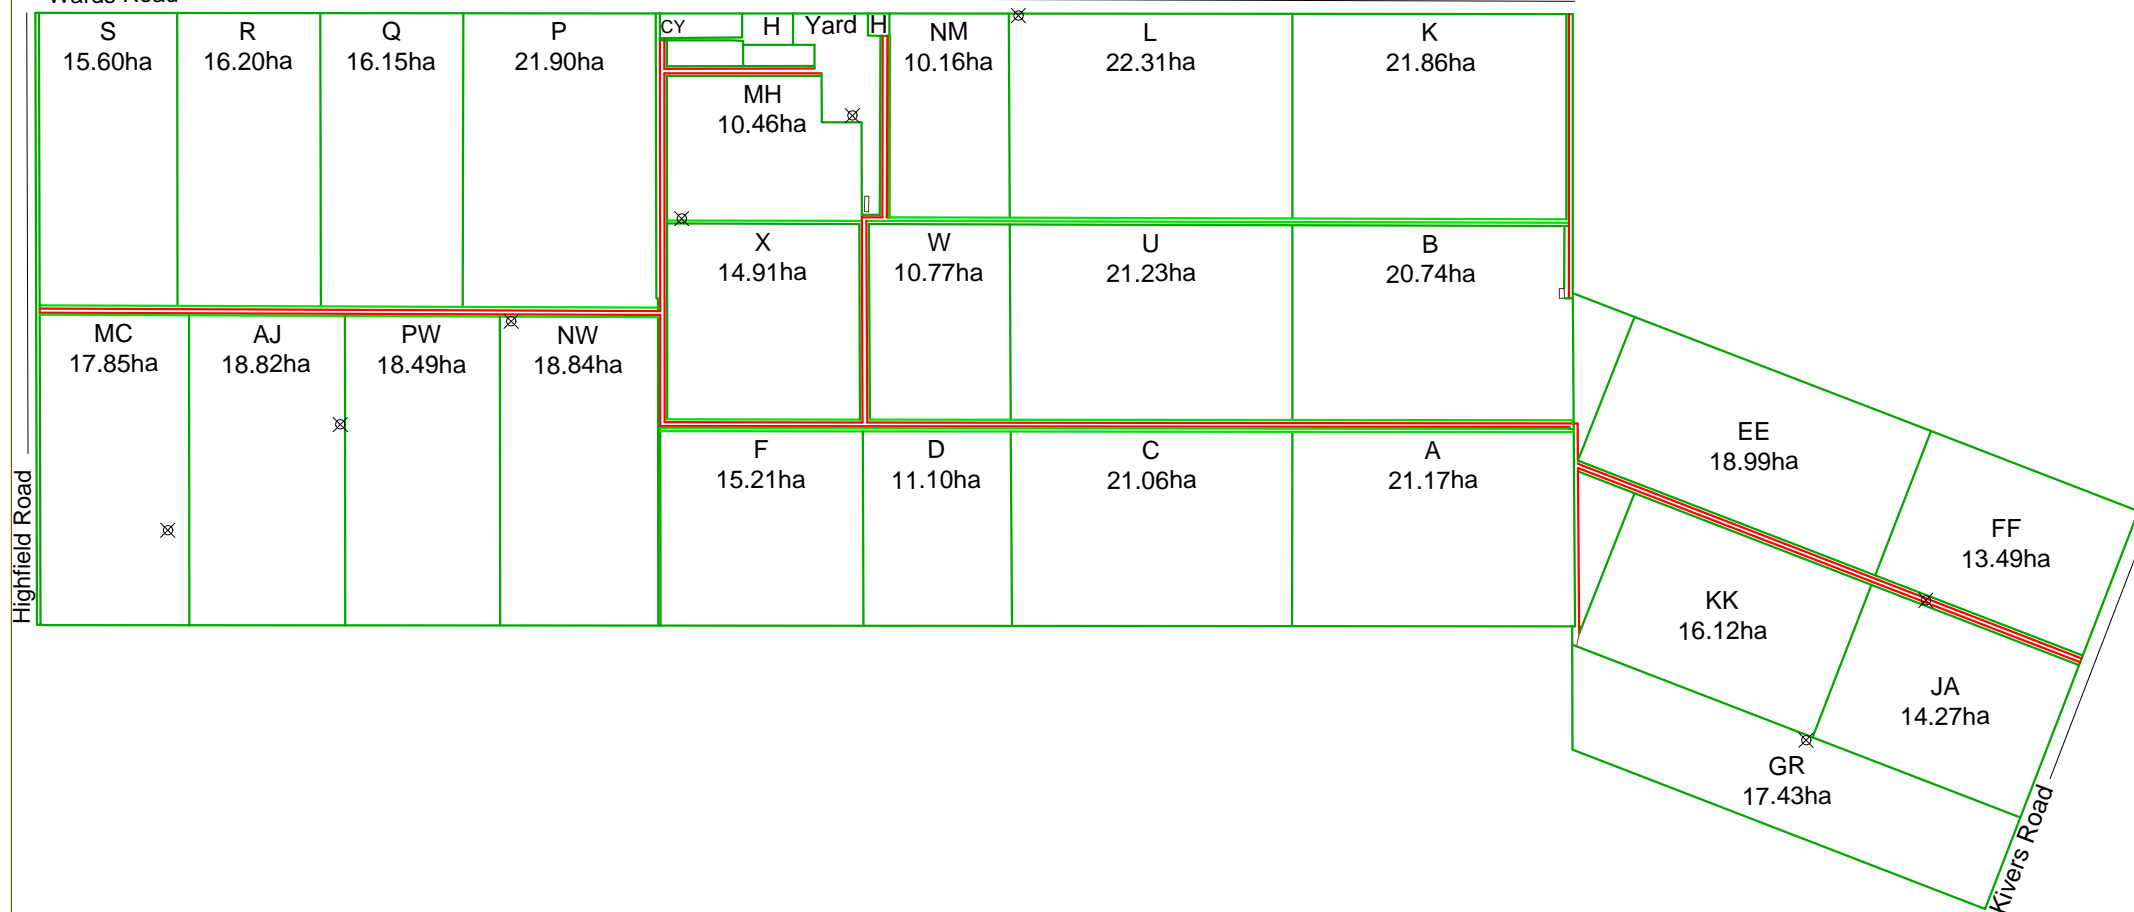 Wards Road
S
15.60ha
R
16.20ha
Q
16.15ha
P
21.90ha
CY
H
Yard
H
NM
10.16ha
L
22.31ha
K
21.86ha
MH
10.46ha
X
14.91ha
W
10.77ha
U
21.23ha
B
20.74ha
MC
17.85ha
AJ
18.82ha
PW
18.49ha
NW
18.84ha
F
15.21ha
D
11.10ha
C
21.06ha
A
21.17ha
EE
18.99ha
FF
13.49ha
KK
16.12ha
JA
14.27ha
GR
17.43ha
Highfield Road
Kivers Road